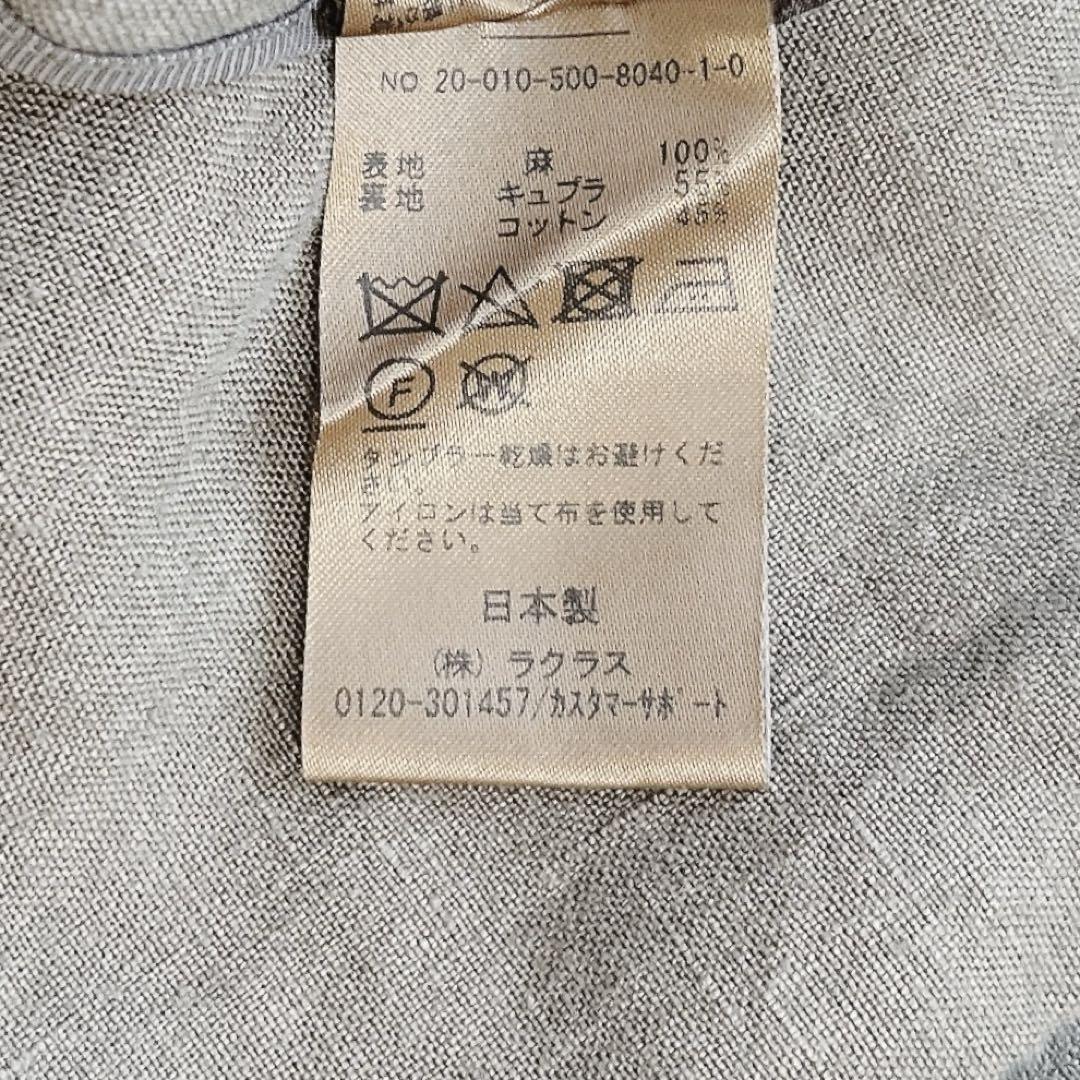 NO 20-010-500-8040-1-0
表地 麻 100%
裏地 キュプラ 55%
コットン 45%
F
W
タンブラー乾燥はお避けくだ
さい。
アイロンは当て布を使用して
ください。
日本製
(株) ラクラス
0120-301457/カスタマーサポート